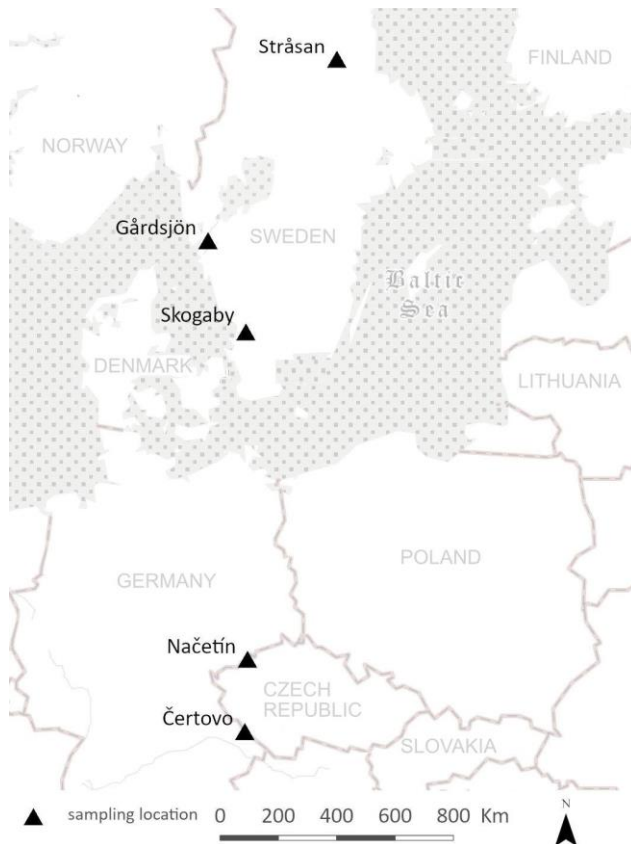 Stråsan
FINLAND
NORWAY
Gårdsjön
SWEDEN
Baltic
Sea
Skogaby
DENMARK
LITHUANIA
POLAND
GERMANY
Načetín
CZECH
REPUBLIC
Čertovo
SLOVAKIA
sampling location
0 200 400 600 800 Km
N